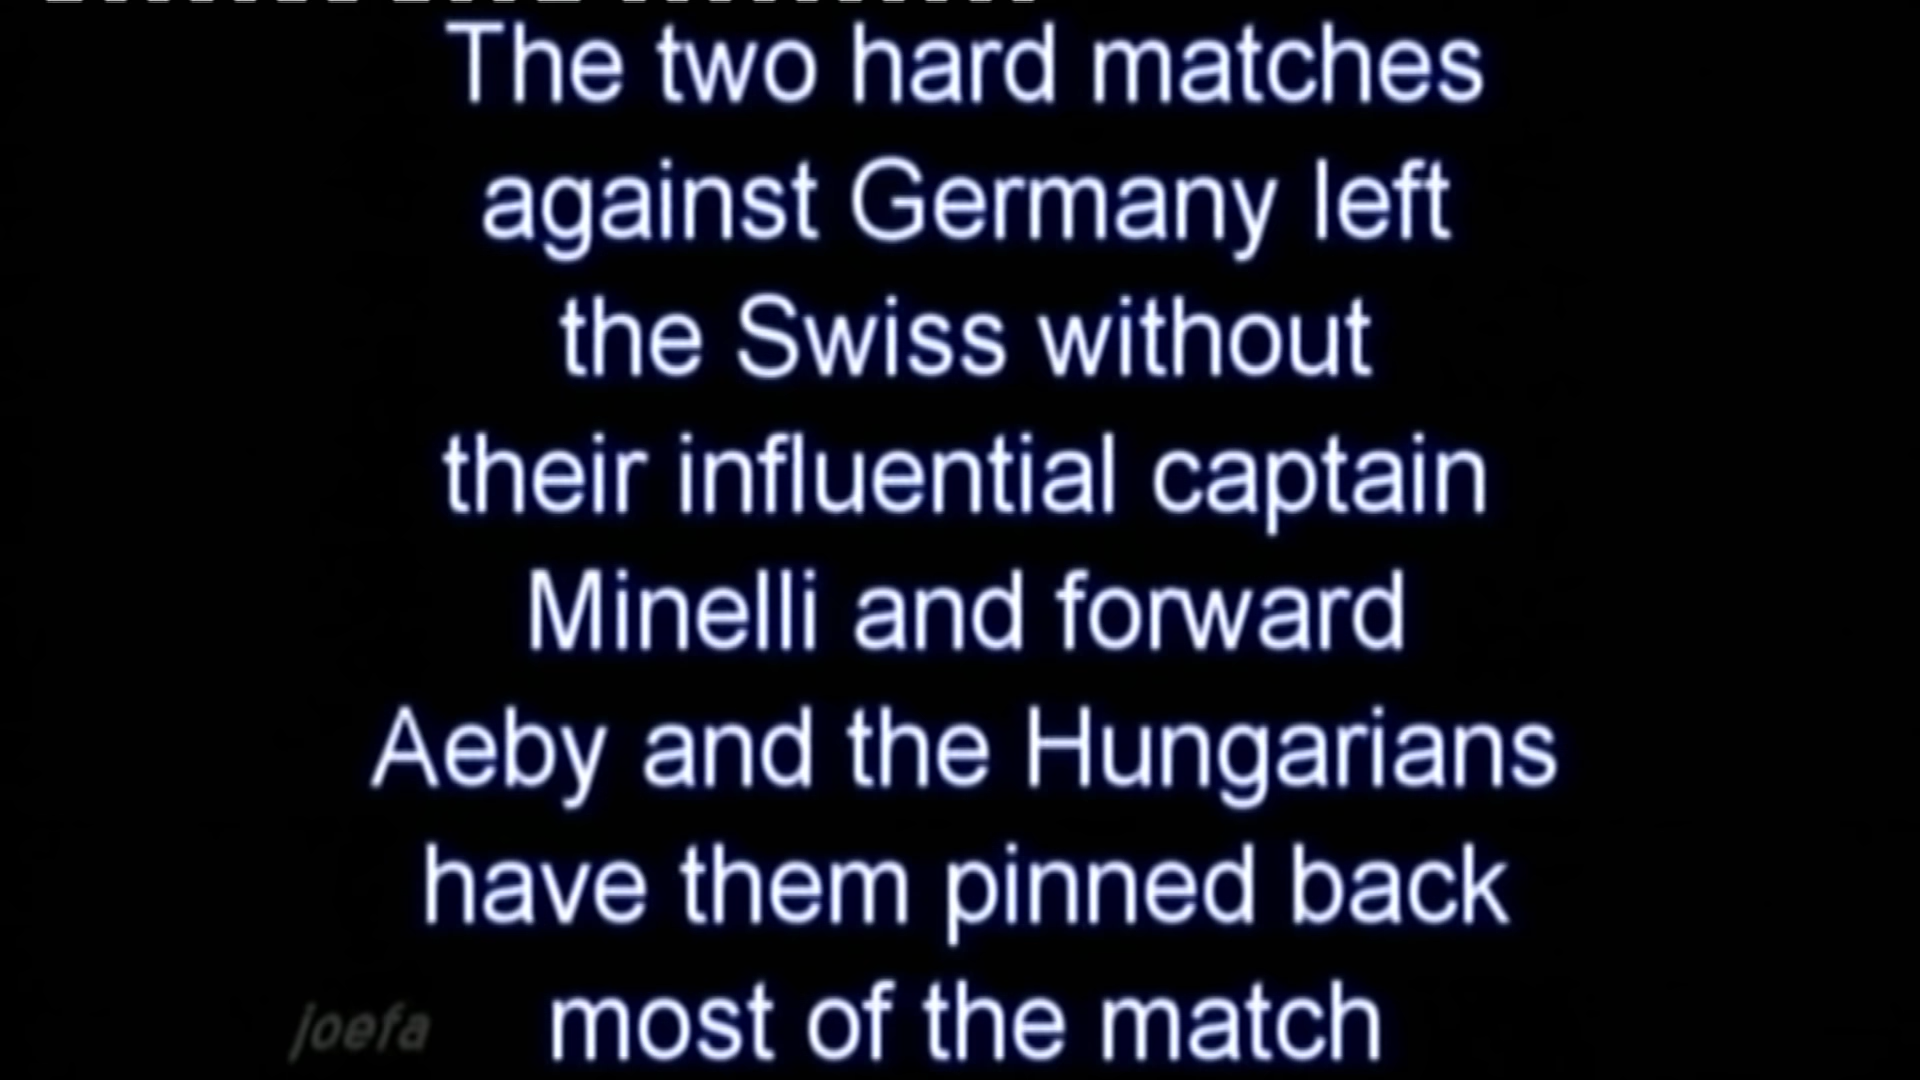 The two hard matches
against Germany left
the Swiss without
their influential captain
Minelli and forward
Aeby and the Hungarians
have them pinned back
most of the match
joefa